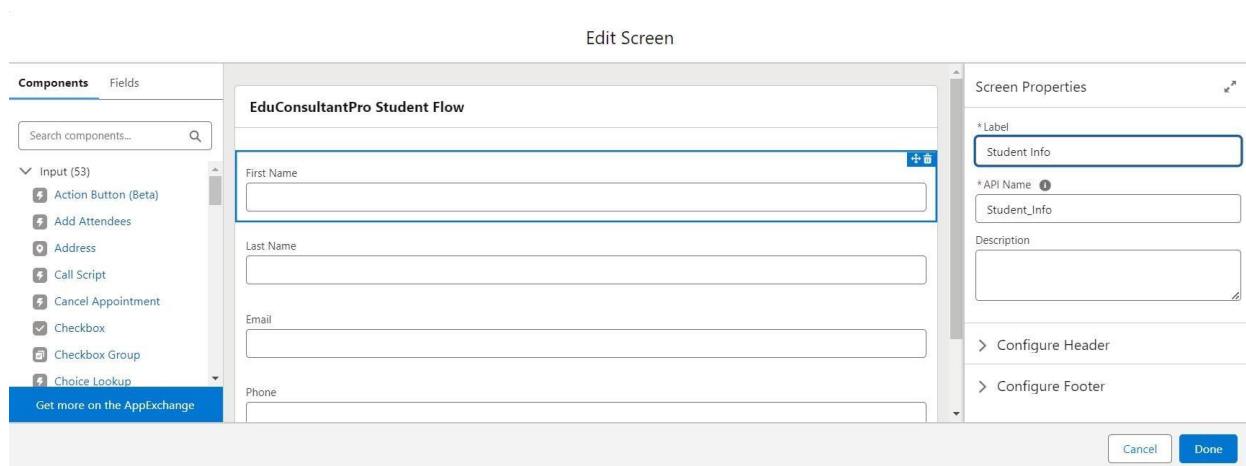 Edit Screen
Components Fields
Search components...
Input (53)
Action Button (Beta)
Add Attendees
Address
Call Script
Cancel Appointment
Checkbox
Checkbox Group
Choice Lookup
Get more on the AppExchange
EduConsultantPro Student Flow
First Name
Last Name
Email
Phone
Screen Properties
*Label
Student Info
*API Name
Student_Info
Description
Configure Header
Configure Footer
Cancel Done